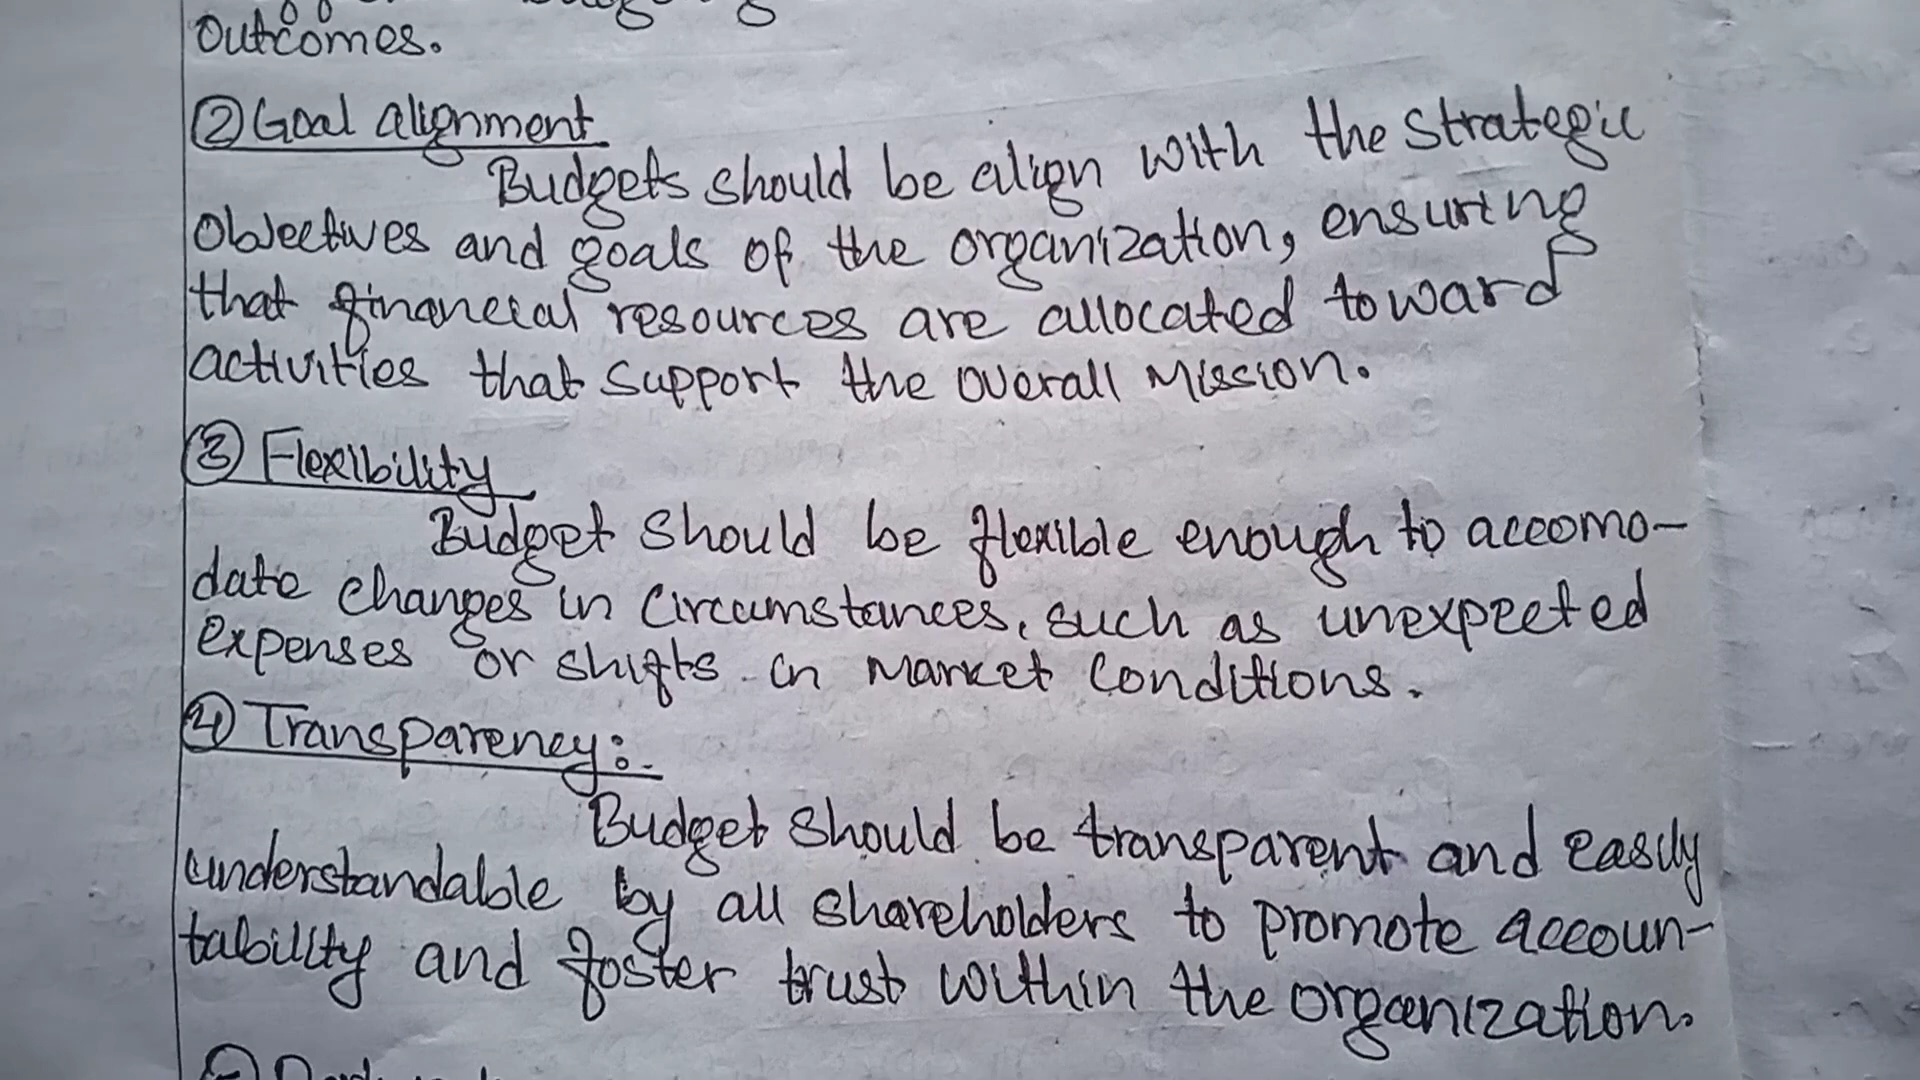 outcomes.
② Goal alignment
Budgets should be align with the strategic
objectives and goals of the organization, ensuring
that financial resources are allocated toward
activities that support the overall mission.
③ Flexibility
Budget should be flexible enough to accomo-
date changes in circumstances, such as unexpected
expenses or shifts in market conditions.
④ Transparency:-
Budget should be transparent and easily
understandable by all shareholders to promote accoun-
tability and foster trust within the organization.